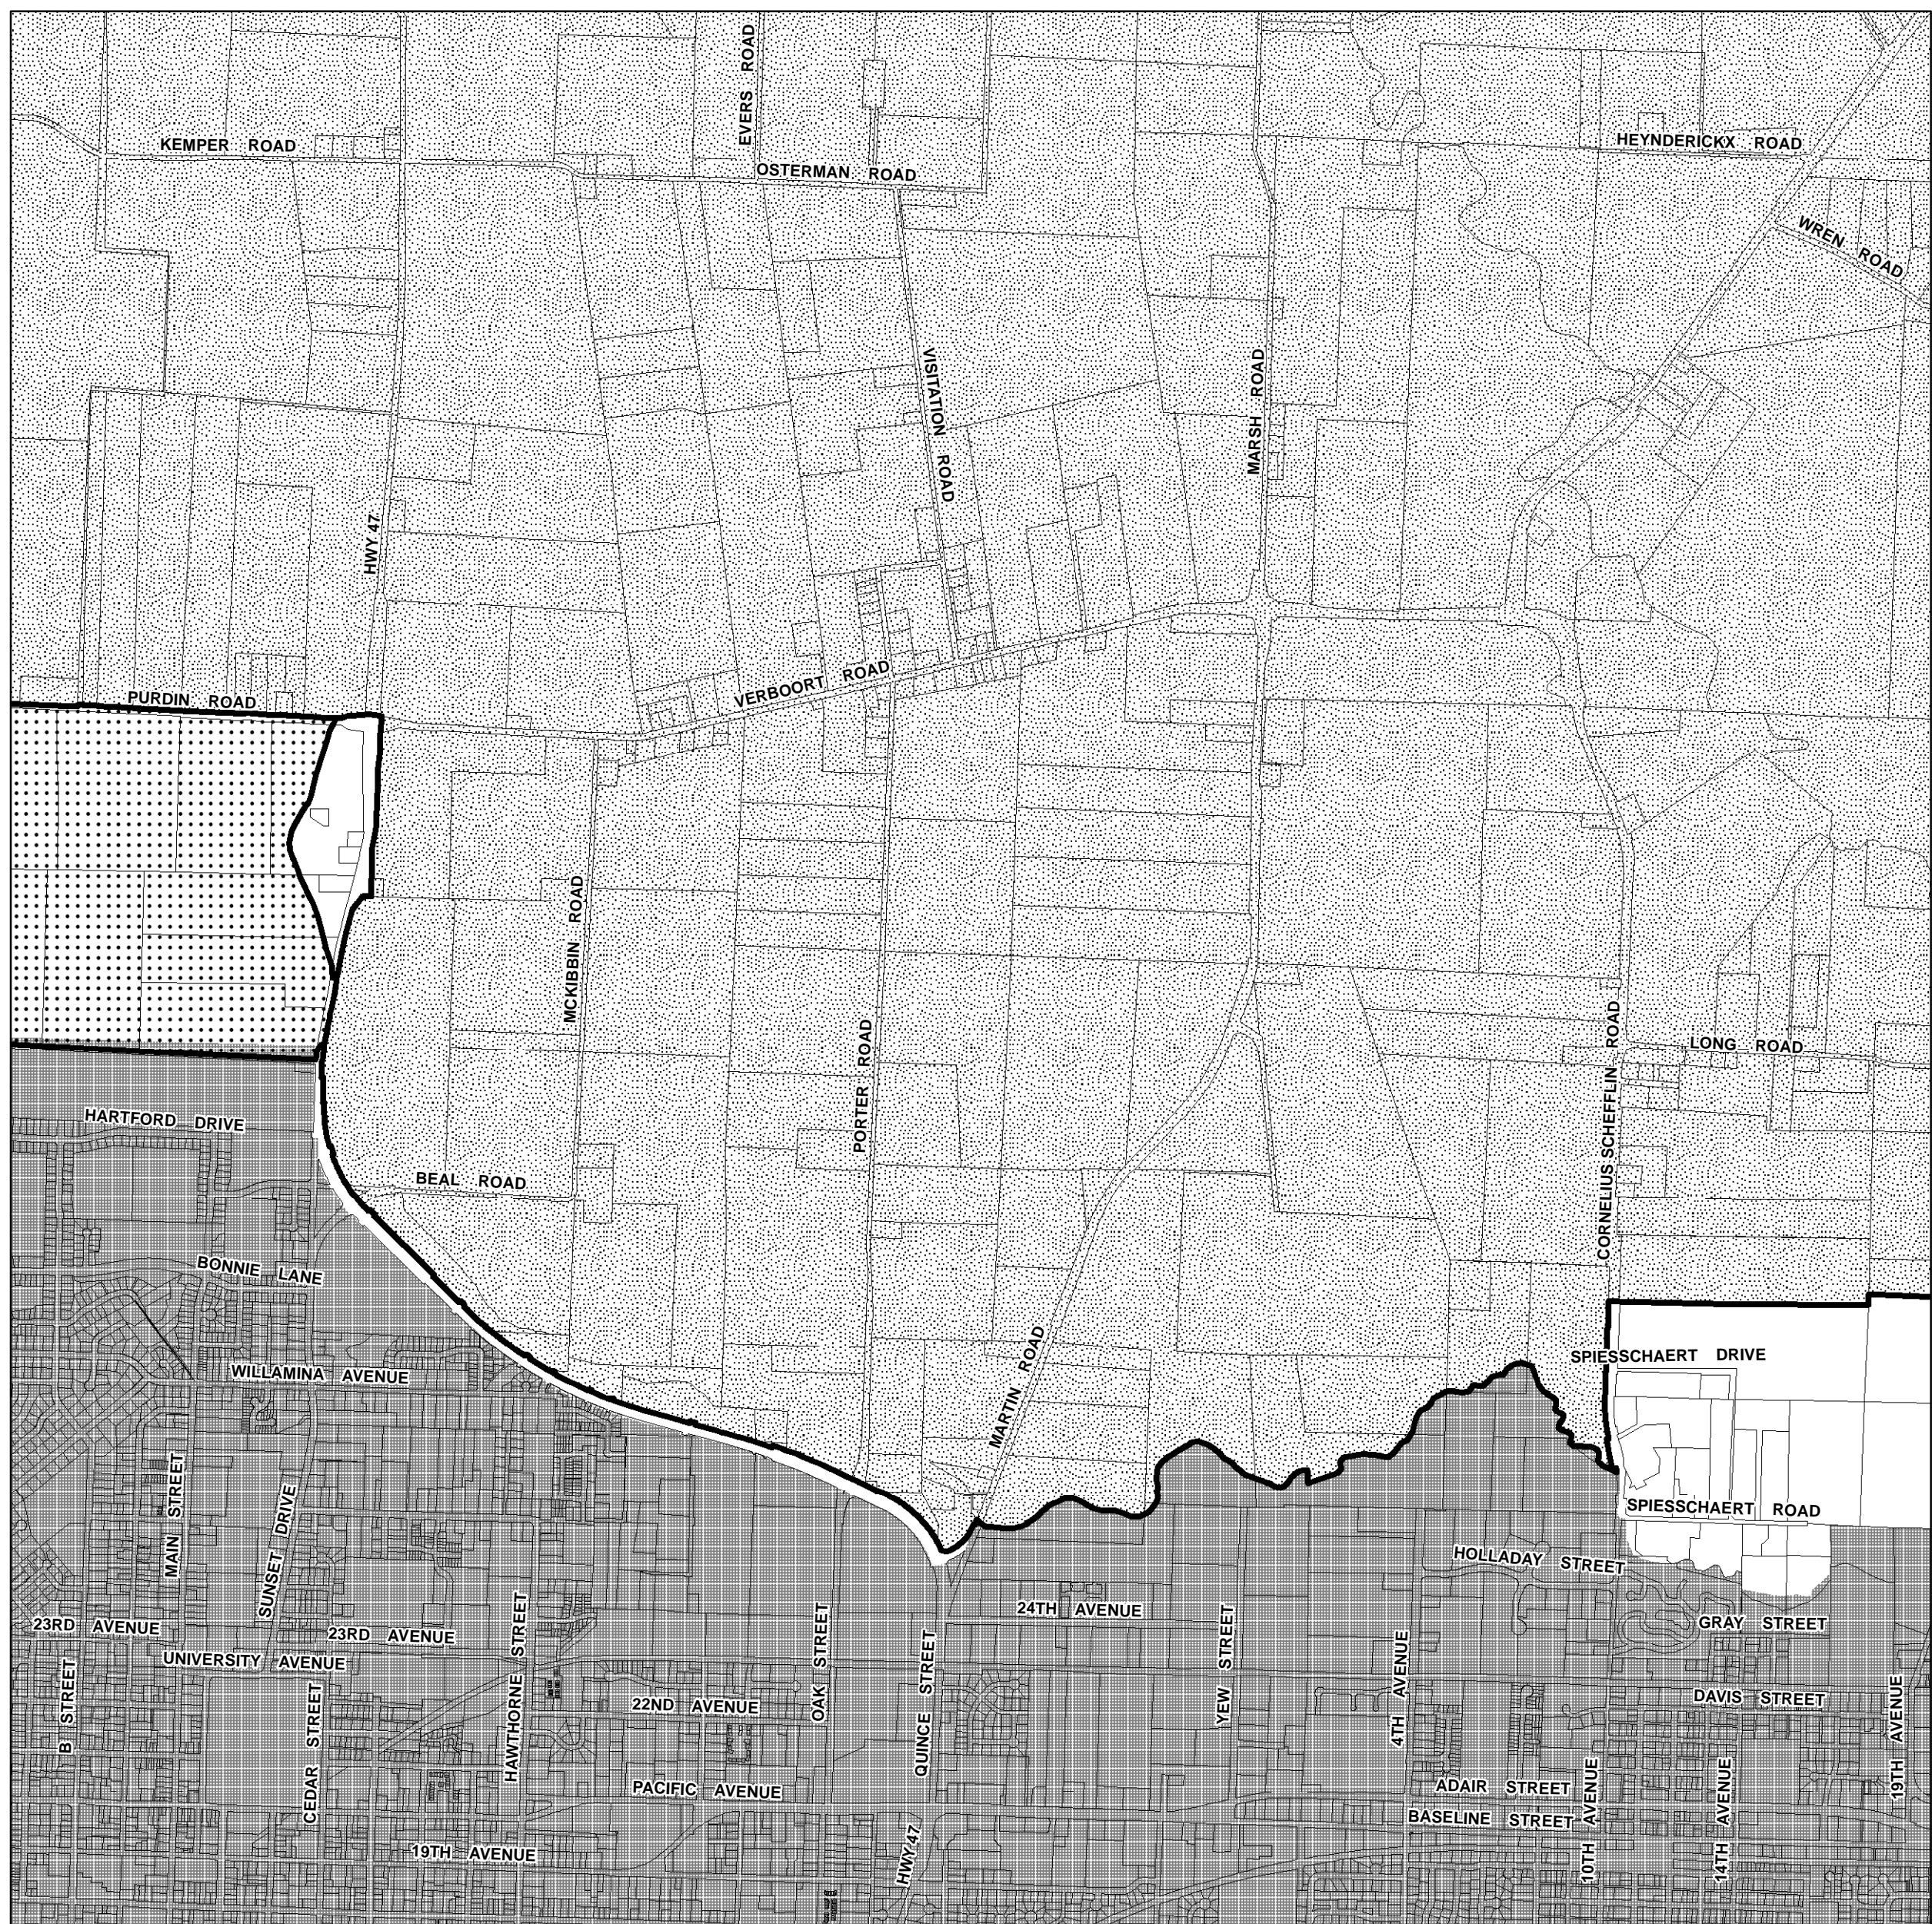 EVERS ROAD
KEMPER ROAD
HEYNDERICKX ROAD
OSTERMAN ROAD
WREN ROAD
VISITATION ROAD
MARSH ROAD
HWY 47
VERBOORT ROAD
PURDIN ROAD
MCKIBBIN ROAD
PORTER ROAD
CORNELIUS SCHEFFLIN ROAD
LONG ROAD
HARTFORD DRIVE
BEAL ROAD
BONNIE LANE
MARTIN ROAD
SPIESSCHAERT DRIVE
WILLAMINA AVENUE
MAIN STREET
SUNSET DRIVE
SPIESSCHAERT ROAD
HOLLADAY STREET
HAWTHORNE STREET
24TH AVENUE
OAK STREET
QUINCE STREET
YEW STREET
4TH AVENUE
GRAY STREET
23RD AVENUE
23RD AVENUE
UNIVERSITY AVENUE
B STREET
CEDAR STREET
22ND AVENUE
DAVIS STREET
19TH AVENUE
PACIFIC AVENUE
ADAIR STREET
BASELINE STREET
10TH AVENUE
14TH AVENUE
19TH AVENUE
HWY 47